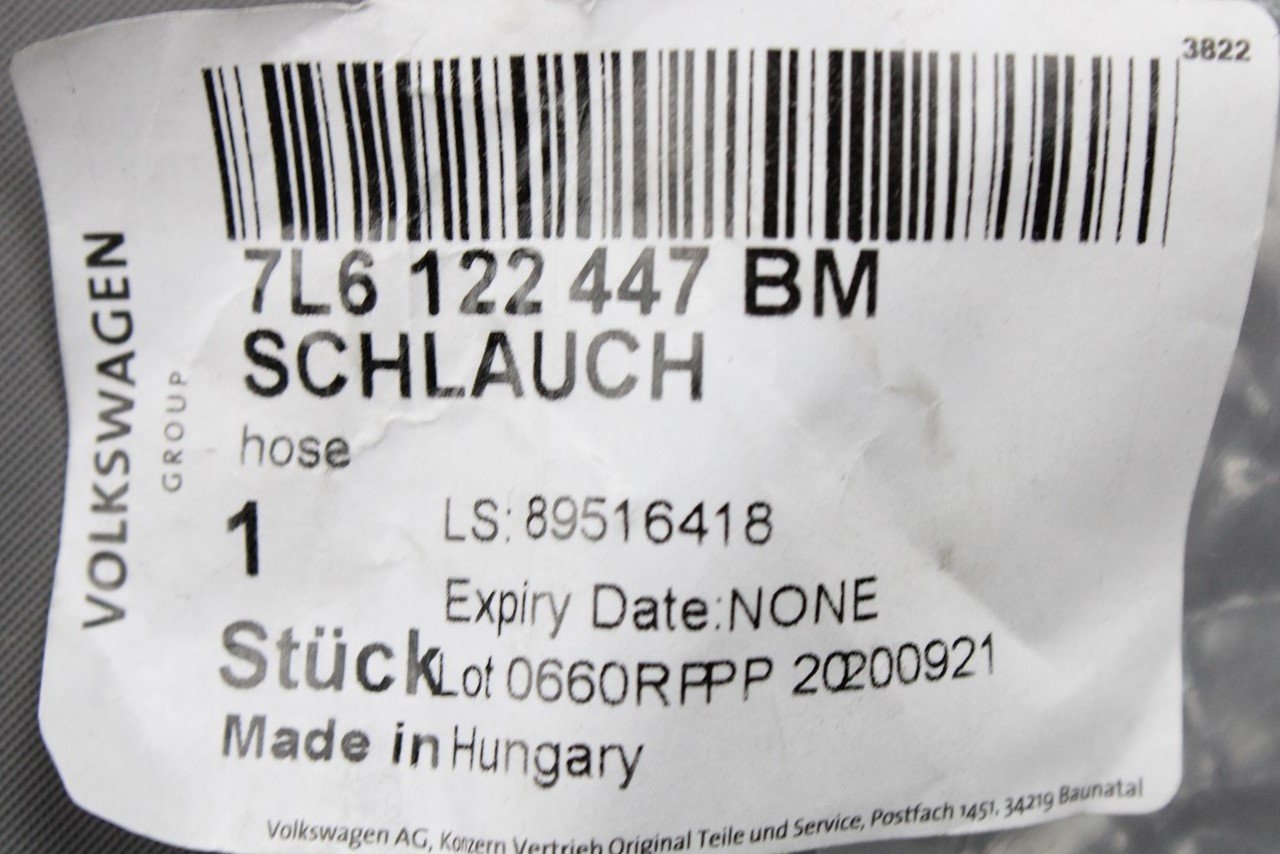 3822
7L6 122 447 BM
SCHLAUCH
hose
1
LS: 89516418
Expiry Date:NONE
Stück
Lot 0660RPPP 20200921
Made in Hungary
VOLKSWAGEN
GROUP
Volkswagen AG, Konzern Vertrieb Original Teile und Service, Postfach 1451, 34219 Baunatal